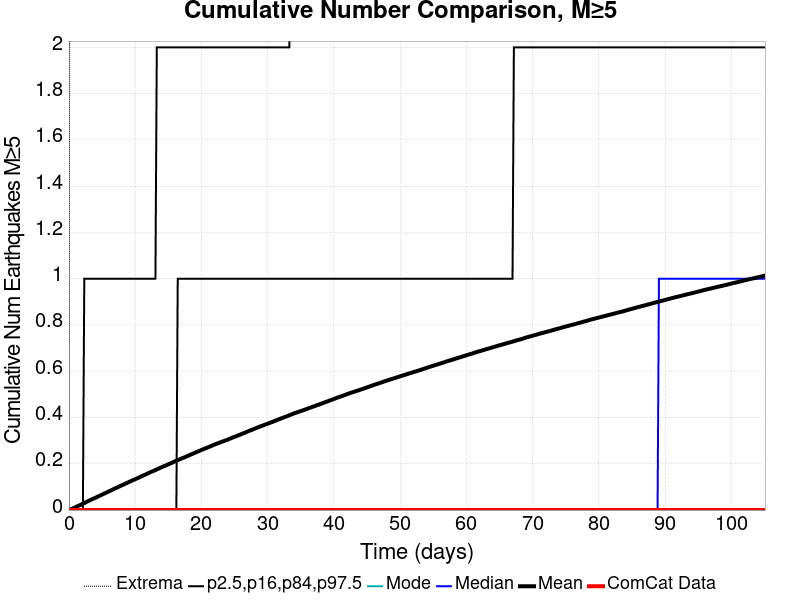 Cumulative Number Comparison, M≥5
Cumulative Num Earthquakes M≥5
2
1.8
1.6
1.4
1.2
1
0.8
0.6
0.4
0.2
0
0 10 20 30 40 50 60 70 80 90 100
Time (days)
Extrema p2.5,p16,p84,p97.5 Mode Median Mean ComCat Data